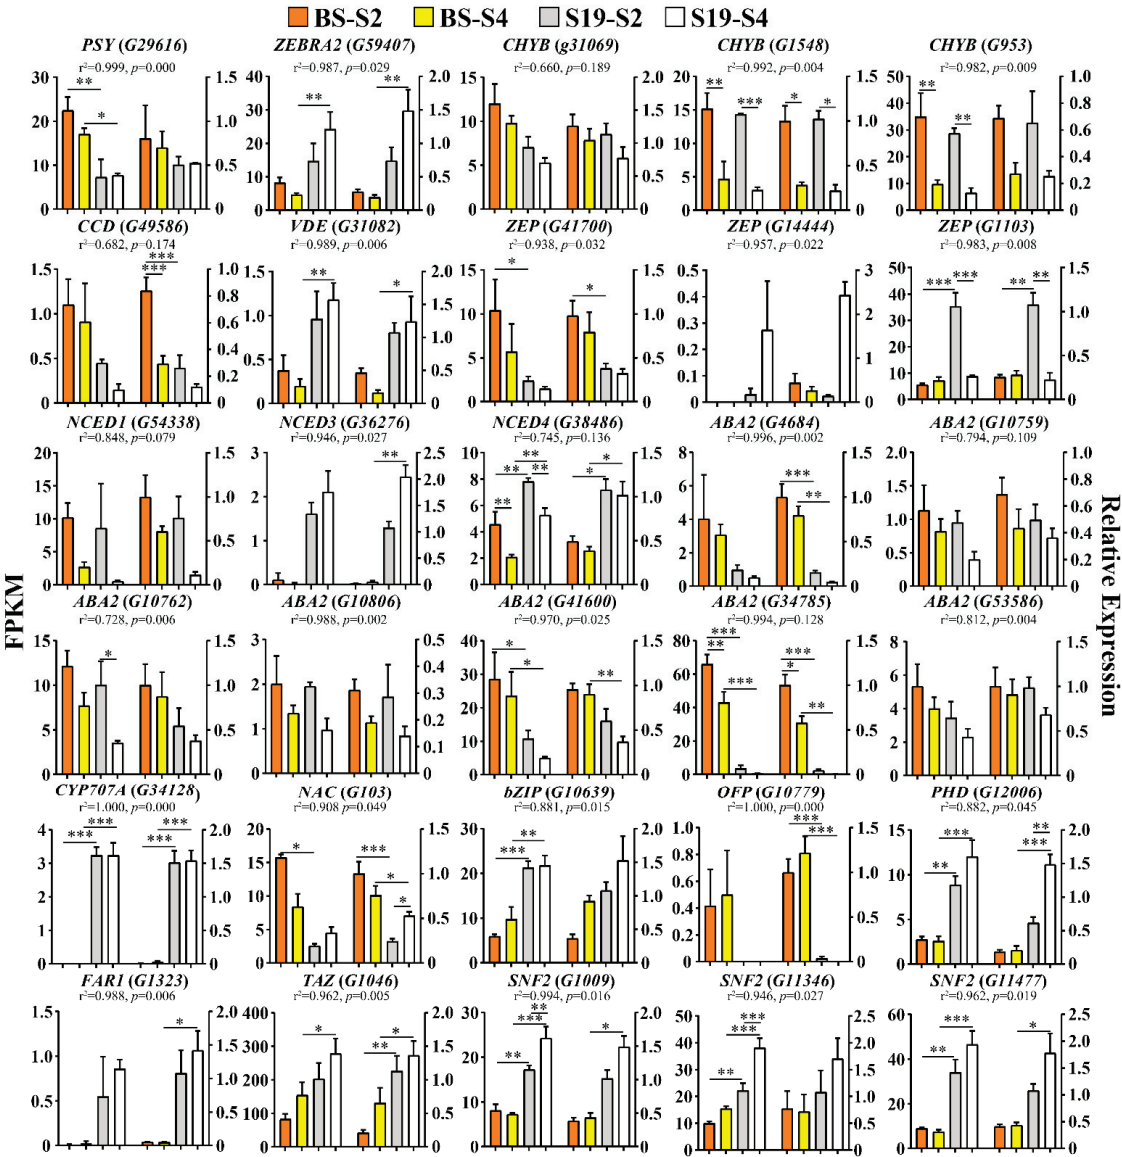 BS-S2 BS-S4 S19-S2 S19-S4
PSY (G29616) ZEBRA2 (G59407) CHYB (g31069) CHYB (G1548) CHYB (G953)
r²=0.999, p=0.000 r²=0.987, p=0.029 r²=0.660, p=0.189 r²=0.992, p=0.004 r²=0.982, p=0.009
CCD (G49586) VDE (G31082) ZEP (G41700) ZEP (G14444) ZEP (G1103)
r²=0.682, p=0.174 r²=0.989, p=0.006 r²=0.938, p=0.032 r²=0.957, p=0.022 r²=0.983, p=0.008
NCED1 (G54338) NCED3 (G36276) NCED4 (G38486) ABA2 (G4684) ABA2 (G10759)
r²=0.848, p=0.079 r²=0.946, p=0.027 r²=0.745, p=0.136 r²=0.996, p=0.002 r²=0.794, p=0.109
FPKM
Relative Expression
ABA2 (G10762) ABA2 (G10806) ABA2 (G41600) ABA2 (G34785) ABA2 (G53586)
r²=0.728, p=0.006 r²=0.988, p=0.002 r²=0.970, p=0.025 r²=0.994, p=0.128 r²=0.812, p=0.004
CYP707A (G34128) NAC (G103) bZIP (G10639) OFP (G10779) PHD (G12006)
r²=1.000, p=0.000 r²=0.908 p=0.049 r²=0.881, p=0.015 r²=1.000, p=0.000 r²=0.882, p=0.045
FAR1 (G1323) TAZ (G1046) SNF2 (G1009) SNF2 (G11346) SNF2 (G11477)
r²=0.988, p=0.006 r²=0.962, p=0.005 r²=0.994, p=0.016 r²=0.946, p=0.027 r²=0.962, p=0.019